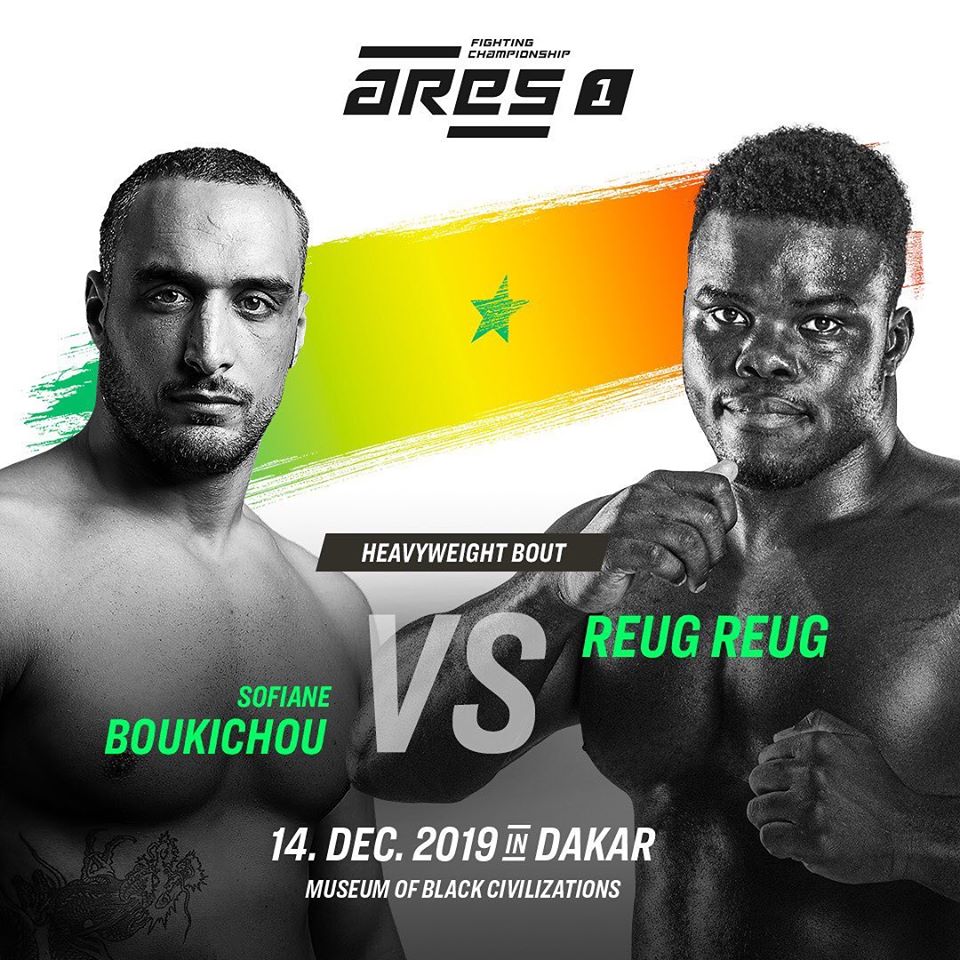 FIGHTING
CHAMPIONSHIP
ARES 1
HEAVYWEIGHT BOUT
VS
REUG REUG
SOFIANE
BOUKICHOU
14. DEC. 2019 IN DAKAR
MUSEUM OF BLACK CIVILIZATIONS